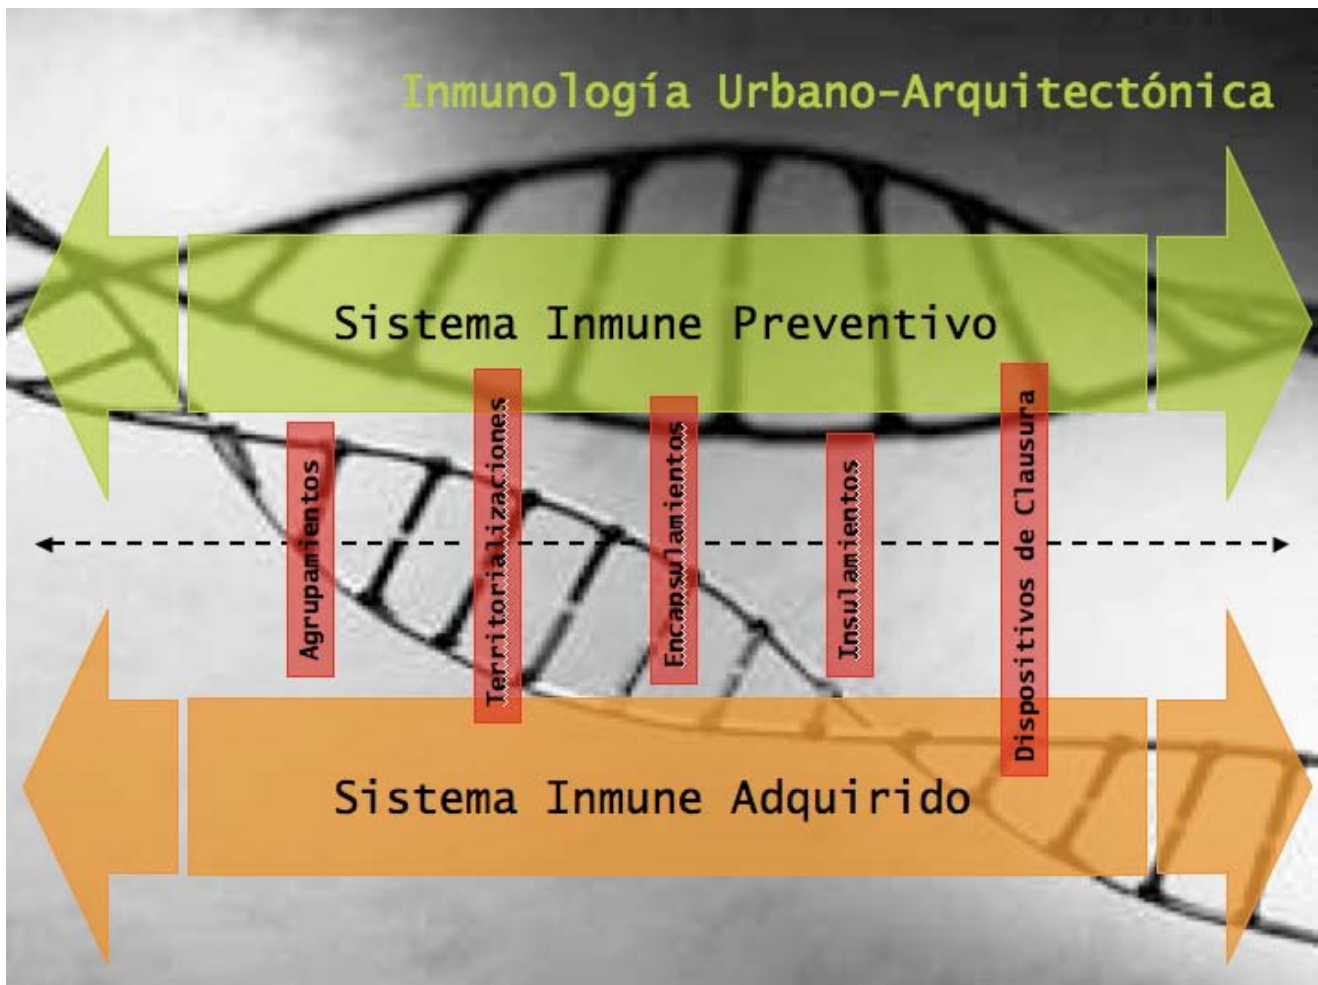 Inmunología Urbano-Arquitectónica
Sistema Inmune Preventivo
Agrupamientos
Territorializaciones
Encapsulamientos
Insulamientos
Dispositivos de Clausura
Sistema Inmune Adquirido